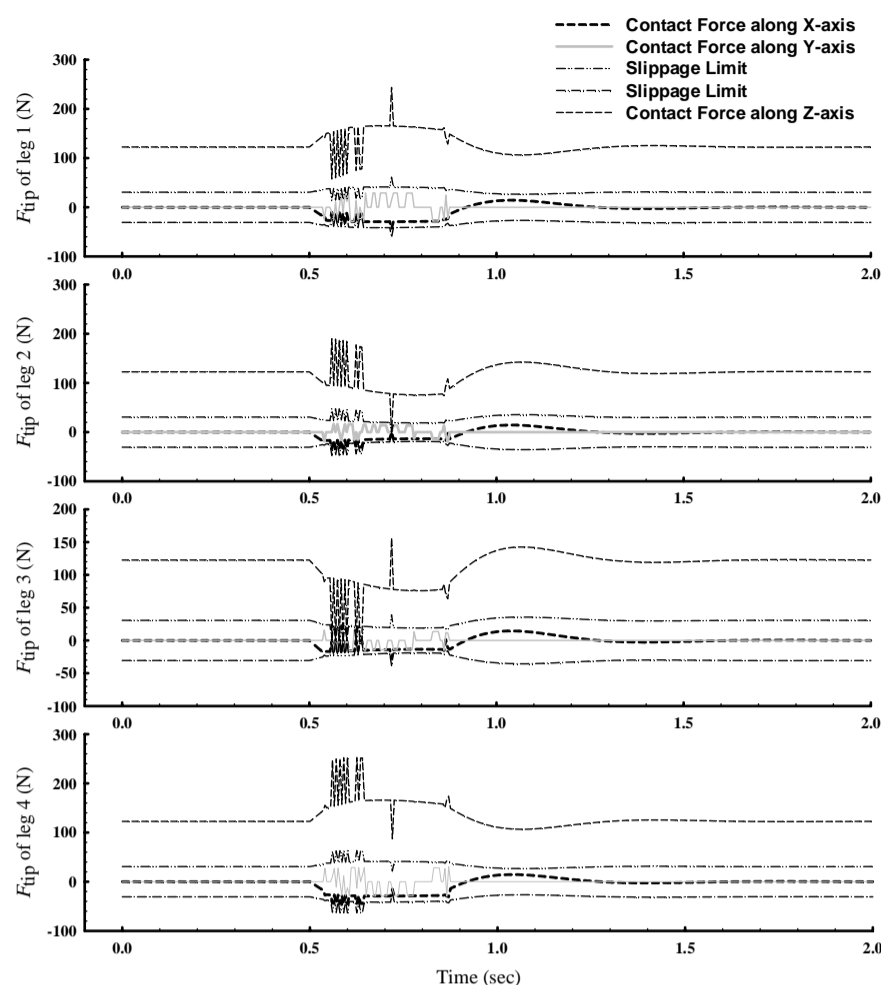 Contact Force along X-axis
Contact Force along Y-axis
Slippage Limit
Slippage Limit
Contact Force along Z-axis
Ftip of leg 1 (N)
300
200
100
0
-100
0.0 0.5 1.0 1.5 2.0
Ftip of leg 2 (N)
300
200
100
0
-100
0.0 0.5 1.0 1.5 2.0
Ftip of leg 3 (N)
200
150
100
50
0
-50
-100
0.0 0.5 1.0 1.5 2.0
Ftip of leg 4 (N)
300
200
100
0
-100
0.0 0.5 1.0 1.5 2.0
Time (sec)